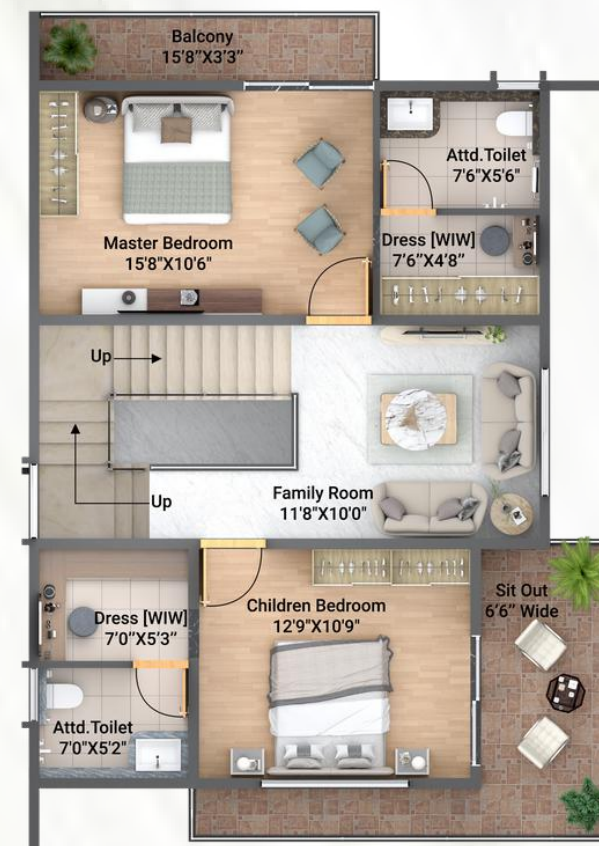 Balcony
15'8"X3'3"
Attd.Toilet
7'6"X5'6"
Master Bedroom
15'8"X10'6"
Dress [WIW]
7'6"X4'8"
Up
Up
Family Room
11'8"X10'0"
Children Bedroom
12'9"X10'9"
Sit Out
6'6" Wide
Dress [WIW]
7'0"X5'3"
Attd.Toilet
7'0"X5'2"